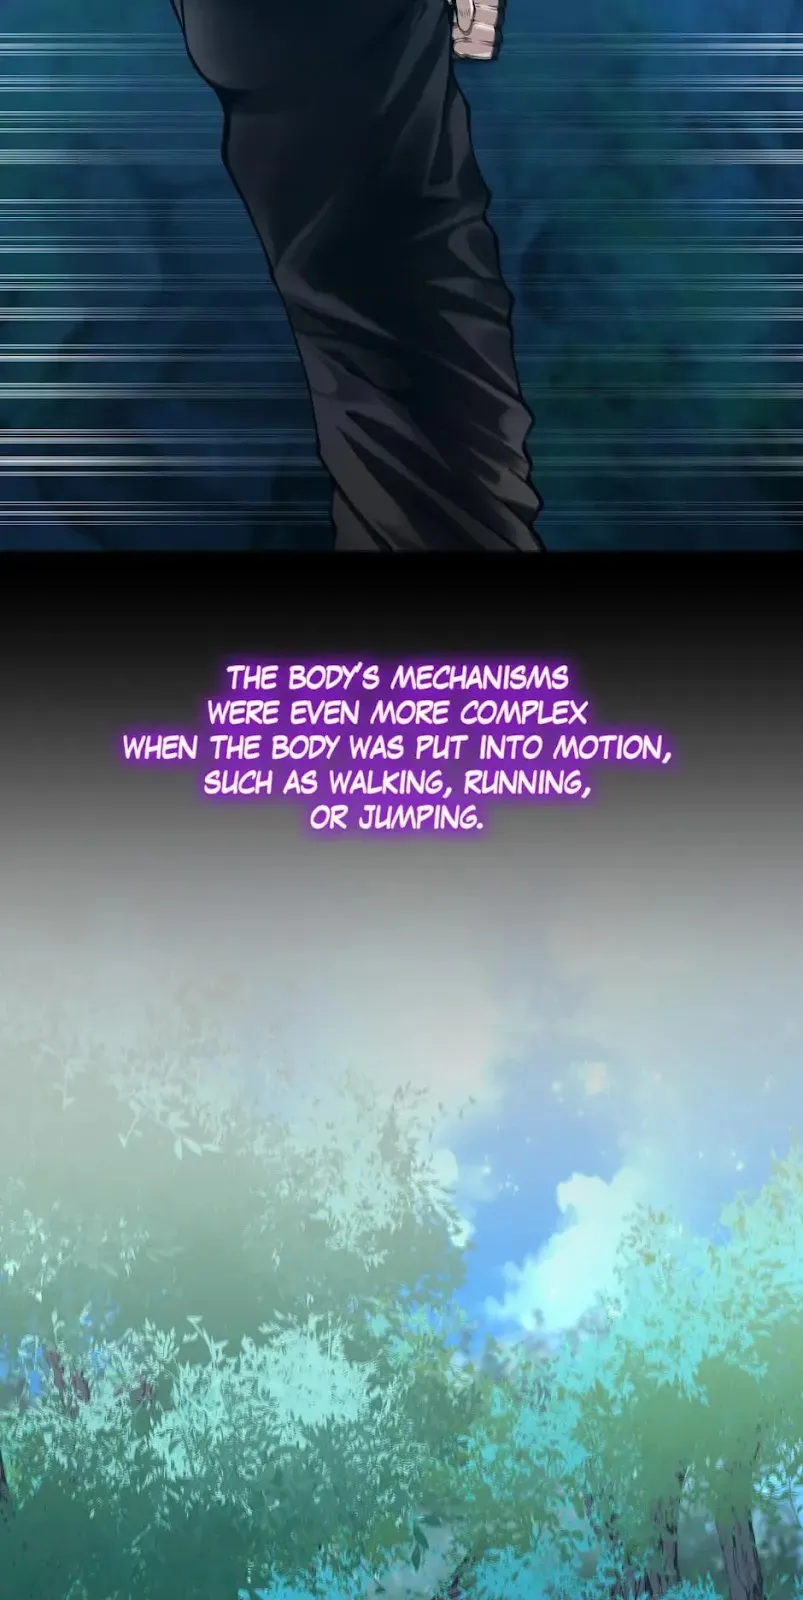 THE BODY'S MECHANISMS
WERE EVEN MORE COMPLEX
WHEN THE BODY WAS PUT INTO MOTION,
SUCH AS WALKING, RUNNING,
OR JUMPING.